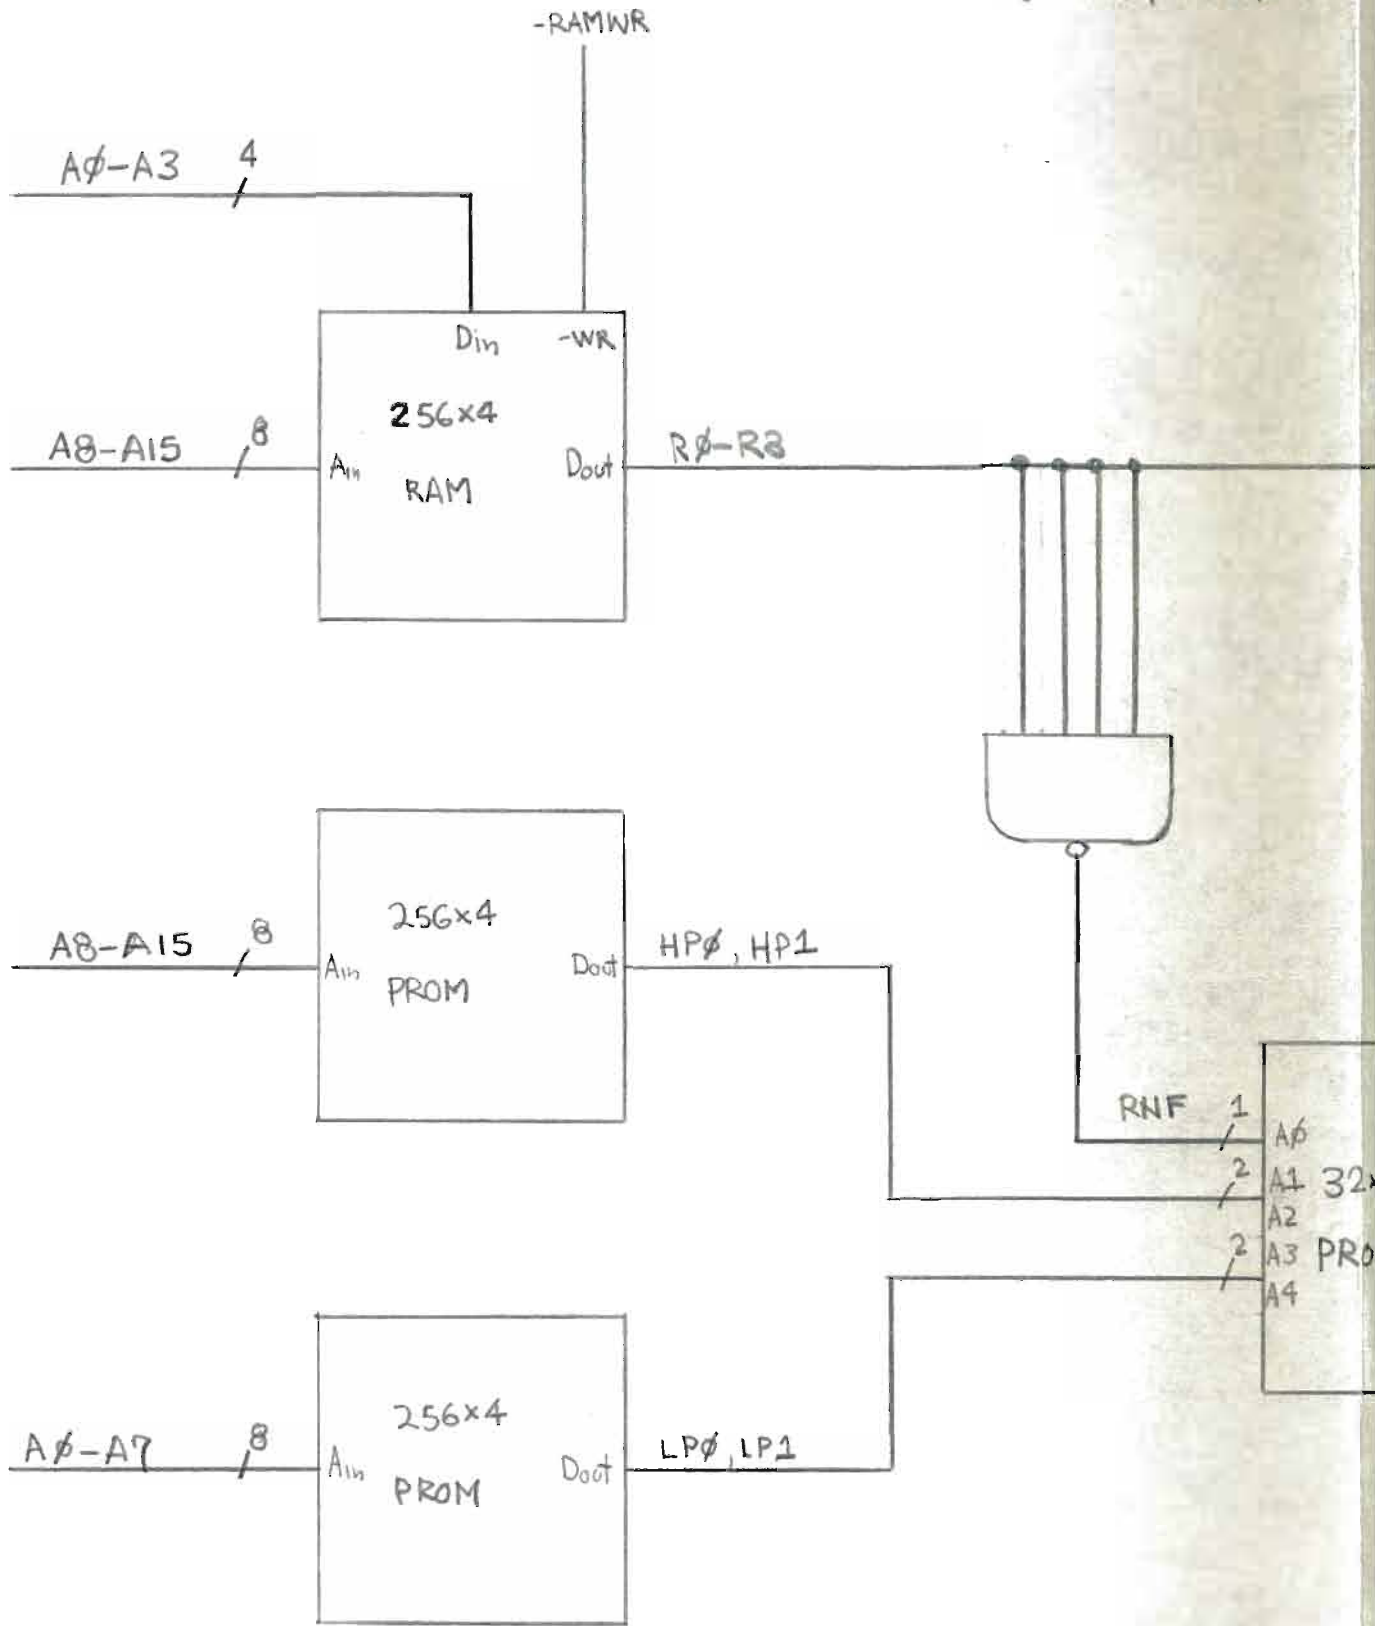 -RAMWR
AØ-A3 4
Din -WR
256x4
RAM
A8-A15 8
Ain
Dout
RØ-R3
256x4
PROM
A8-A15 8
Ain
Dout
HPØ, HP1
RNF 1
2
2
AØ
A1
A2
A3
A4
256x4
PROM
AØ-A7 8
Ain
Dout
LPØ, LP1